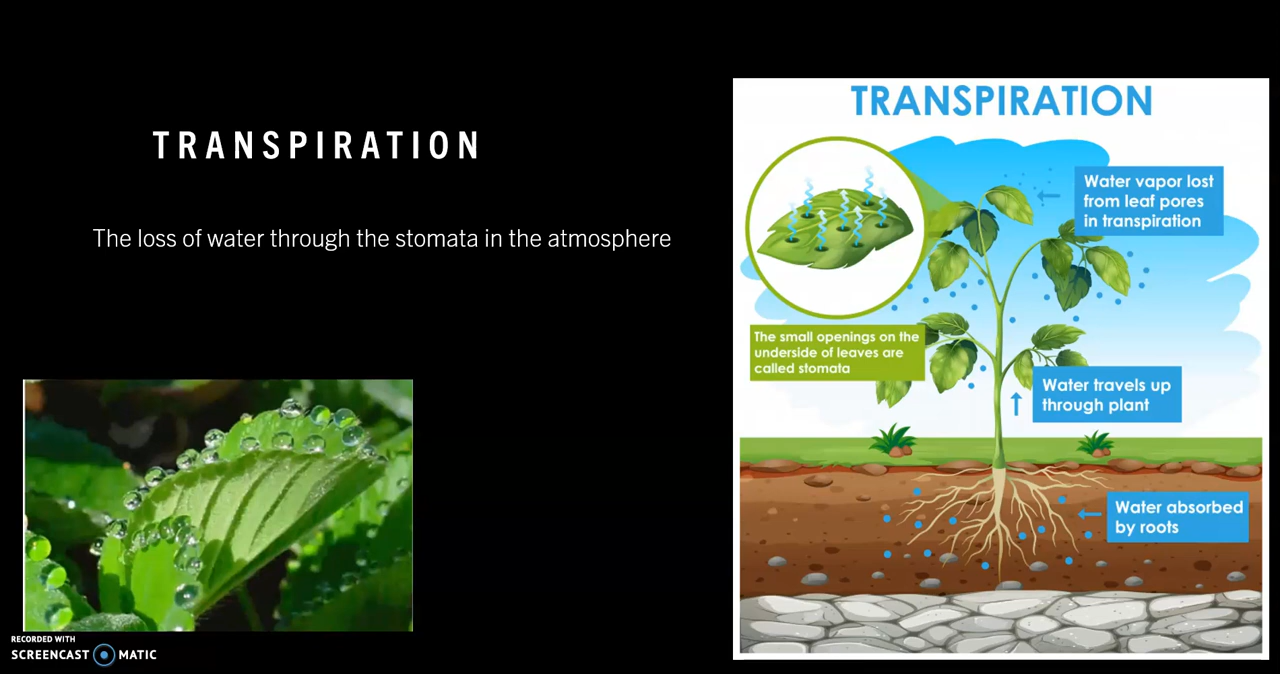 TRANSPIRATION
The loss of water through the stomata in the atmosphere
TRANSPIRATION
Water vapor lost
from leaf pores
in transpiration
The small openings on the
underside of leaves are
called stomata
Water travels up
through plant
Water absorbed
by roots
RECORDED WITH
SCREENCAST MATIC